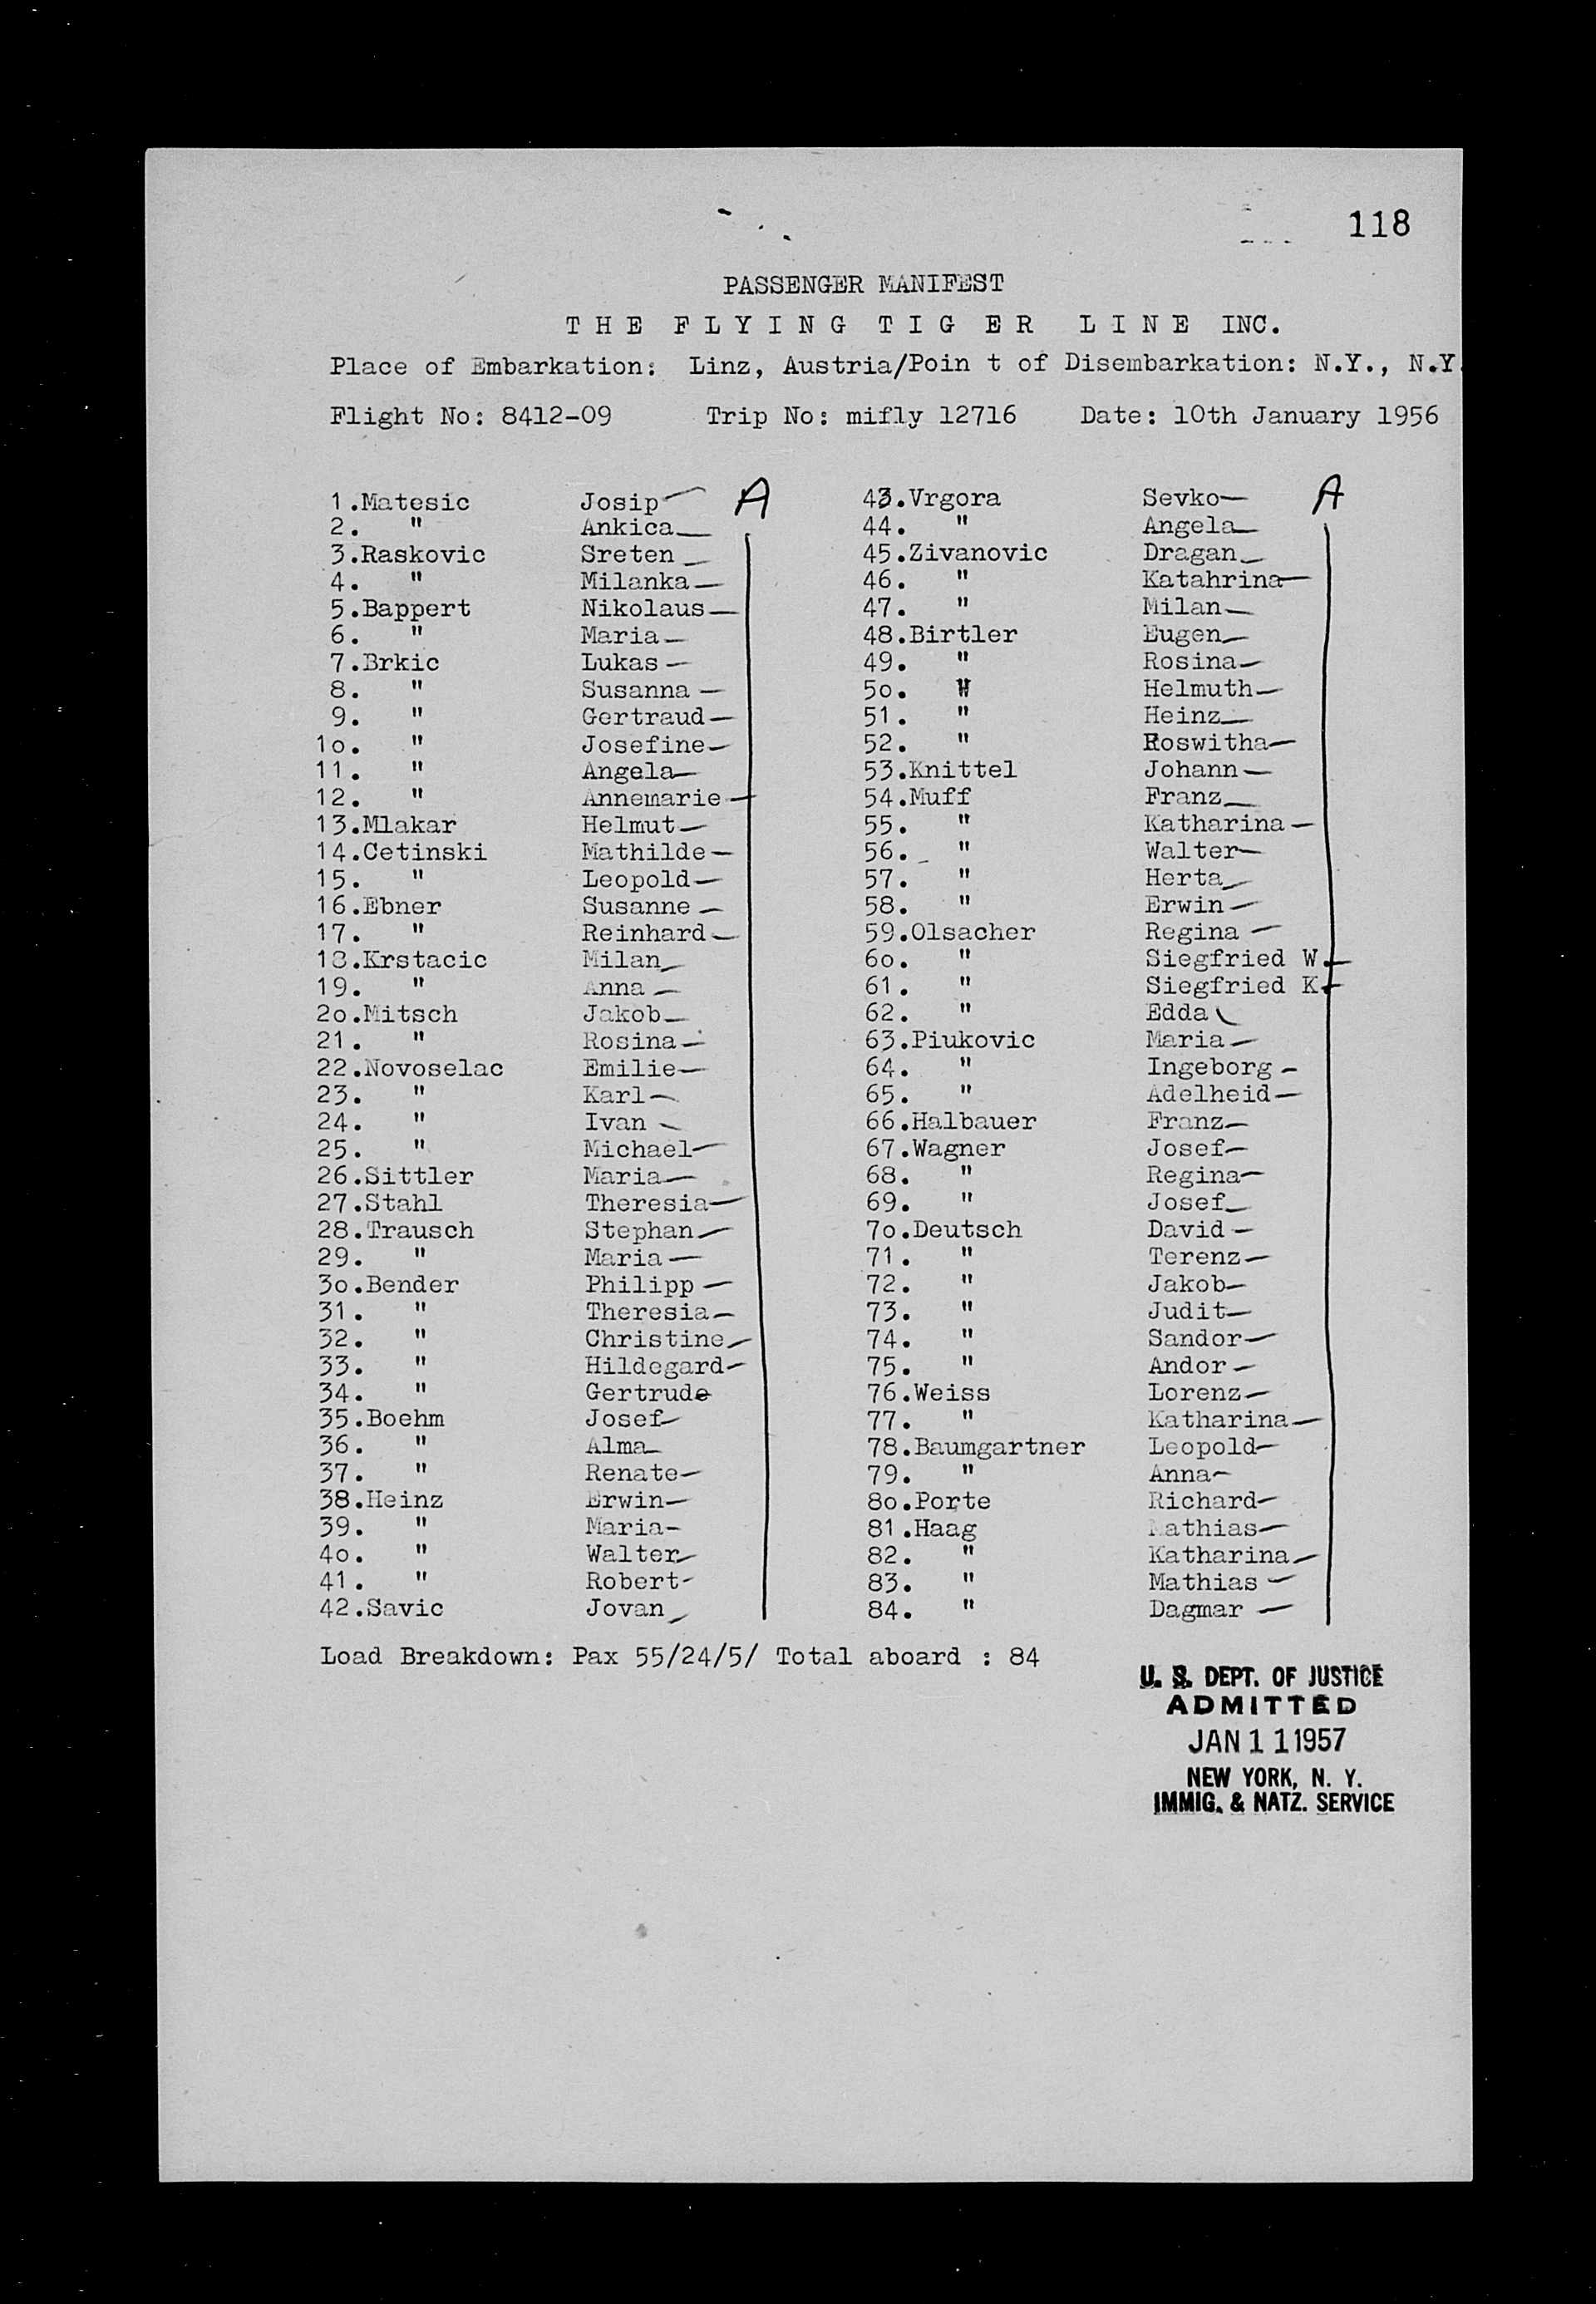 118
PASSENGER MANIFEST
THE FLYING TIGER LINE INC.
Place of Embarkation: Linz, Austria/Poin t of Disembarkation: N.Y., N.Y.
Flight No: 8412-09 Trip No: mifly 12716 Date: 10th January 1956
A A
1.Matesic Josip
2. " Ankica
3.Raskovic Sreten
4. " Milanka
5.Bappert Nikolaus
6. " Maria
7.Brkic Lukas
8. " Susanna
9. " Gertraud
10. " Josefine
11. " Angela
12. " Annemarie
13.Mlakar Helmut
14.Cetinski Mathilde
15. " Leopold
16.Ebner Susanne
17. " Reinhard
18.Krstacic Milan
19. " Anna
20.Mitsch Jakob
21. " Rosina
22.Novoselac Emilie
23. " Karl
24. " Ivan
25. " Michael
26.Sittler Maria
27.Stahl Theresia
28.Trausch Stephan
29. " Maria
30.Bender Philipp
31. " Theresia
32. " Christine
33. " Hildegard
34. " Gertrude
35.Boehm Josef
36. " Alma
37. " Renate
38.Heinz Erwin
39. " Maria
40. " Walter
41. " Robert
42.Savic Jovan
43.Vrgora Sevko
44. " Angela
45.Zivanovic Dragan
46. " Katahrina
47. " Milan
48.Birtler Eugen
49. " Rosina
50. " Helmuth
51. " Heinz
52. " Roswitha
53.Knittel Johann
54.Muff Franz
55. " Katharina
56. " Walter
57. " Herta
58. " Erwin
59.Olsacher Regina
60. " Siegfried W.
61. " Siegfried K.
62. " Edda
63.Piukovic Maria
64. " Ingeborg
65. " Adelheid
66.Halbauer Franz
67.Wagner Josef
68. " Regina
69. " Josef
70.Deutsch David
71. " Terenz
72. " Jakob
73. " Judit
74. " Sandor
75. " Andor
76.Weiss Lorenz
77. " Katharina
78.Baumgartner Leopold
79. " Anna
80.Porte Richard
81.Haag Mathias
82. " Katharina
83. " Mathias
84. " Dagmar
Load Breakdown: Pax 55/24/5/ Total aboard : 84
U. S. DEPT. OF JUSTICE
ADMITTED
JAN 11 1957
NEW YORK, N. Y.
IMMIG. & NATZ. SERVICE